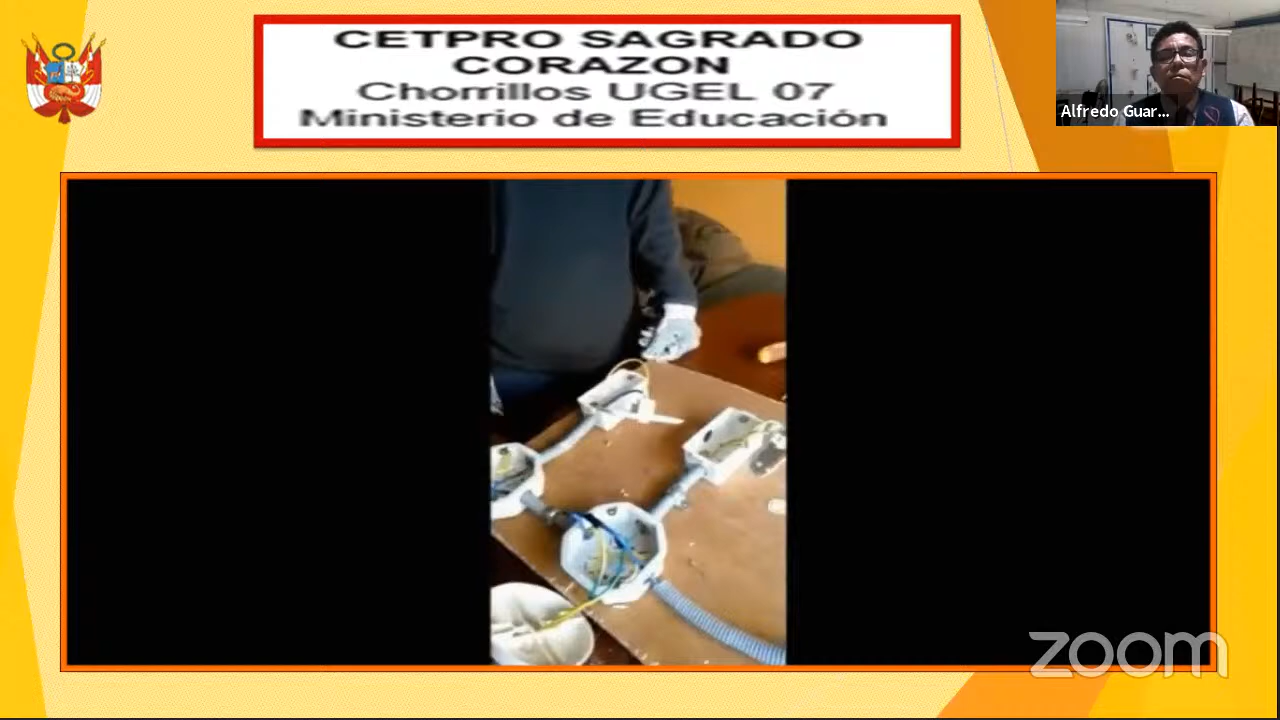 CETPRO SAGRADO
CORAZON
Chorrillos UGEL 07
Ministerio de Educación
Alfredo Guar...
zoom